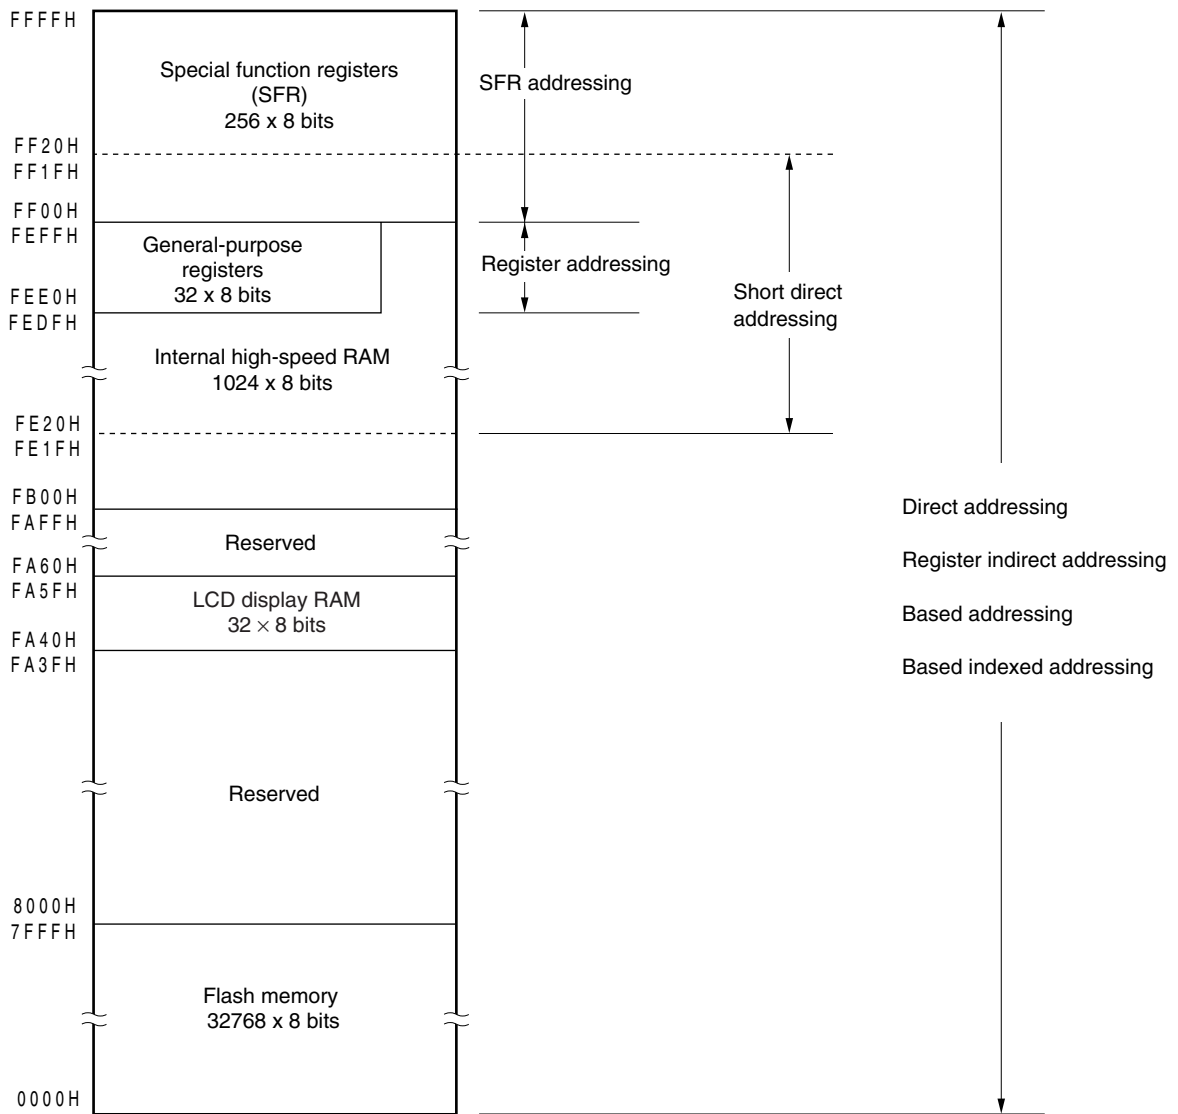 FFFFH
Special function registers
(SFR)
256 x 8 bits
SFR addressing
FF20H
FF1FH
FF00H
FEFFH
General-purpose
registers
32 x 8 bits
Register addressing
FEE0H
FEDFH
Short direct
addressing
Internal high-speed RAM
1024 x 8 bits
FE20H
FE1FH
FB00H
FAFFH
Reserved
FA60H
FA5FH
LCD display RAM
32 × 8 bits
FA40H
FA3FH
Direct addressing
Register indirect addressing
Based addressing
Based indexed addressing
Reserved
8000H
7FFFH
Flash memory
32768 x 8 bits
0000H